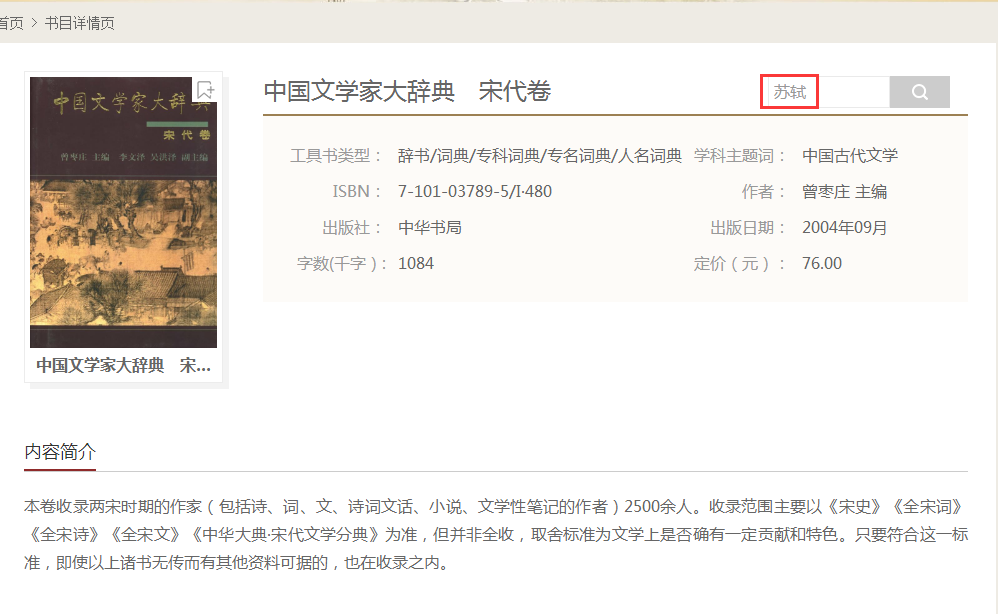 首页 > 书目详情页
中国文学家大辞典
宋代卷
曾枣庄 主编 李文泽 吴洪泽 副主编
中国文学家大辞典 宋...
中国文学家大辞典 宋代卷
苏轼
工具书类型： 辞书/词典/专科词典/专名词典/人名词典 学科主题词： 中国古代文学
ISBN： 7-101-03789-5/I·480 作者： 曾枣庄 主编
出版社： 中华书局 出版日期： 2004年09月
字数(千字)： 1084 定价（元）： 76.00
内容简介
本卷收录两宋时期的作家（包括诗、词、文、诗词文话、小说、文学性笔记的作者）2500余人。收录范围主要以《宋史》《全宋词》
《全宋诗》《全宋文》《中华大典·宋代文学分典》为准，但并非全收，取舍标准为文学上是否确有一定贡献和特色。只要符合这一标
准，即使以上诸书无传而有其他资料可据的，也在收录之内。